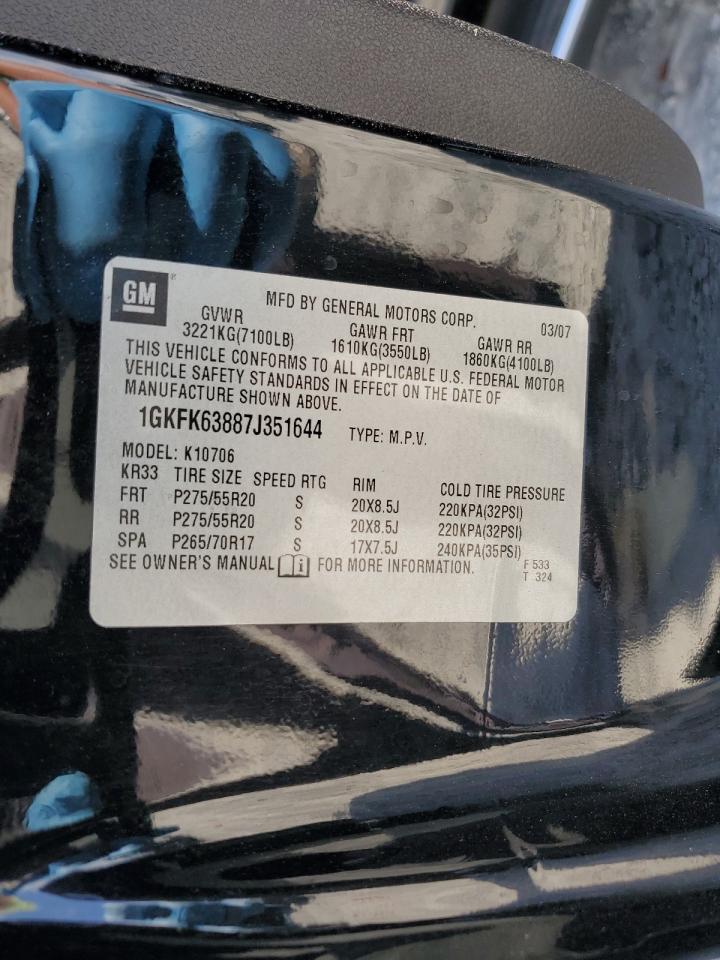 GM®
MFD BY GENERAL MOTORS CORP. 03/07
GVWR GAWR FRT GAWR RR
3221KG(7100LB) 1610KG(3550LB) 1860KG(4100LB)
THIS VEHICLE CONFORMS TO ALL APPLICABLE U.S. FEDERAL MOTOR
VEHICLE SAFETY STANDARDS IN EFFECT ON THE DATE OF
MANUFACTURE SHOWN ABOVE.
1GKFK63887J351644 TYPE: M.P.V.
MODEL: K10706
KR33 TIRE SIZE SPEED RTG RIM COLD TIRE PRESSURE
FRT P275/55R20 S 20X8.5J 220KPA(32PSI)
RR P275/55R20 S 20X8.5J 220KPA(32PSI)
SPA P265/70R17 S 17X7.5J 240KPA(35PSI)
SEE OWNER'S MANUAL i FOR MORE INFORMATION. F 533
T 324